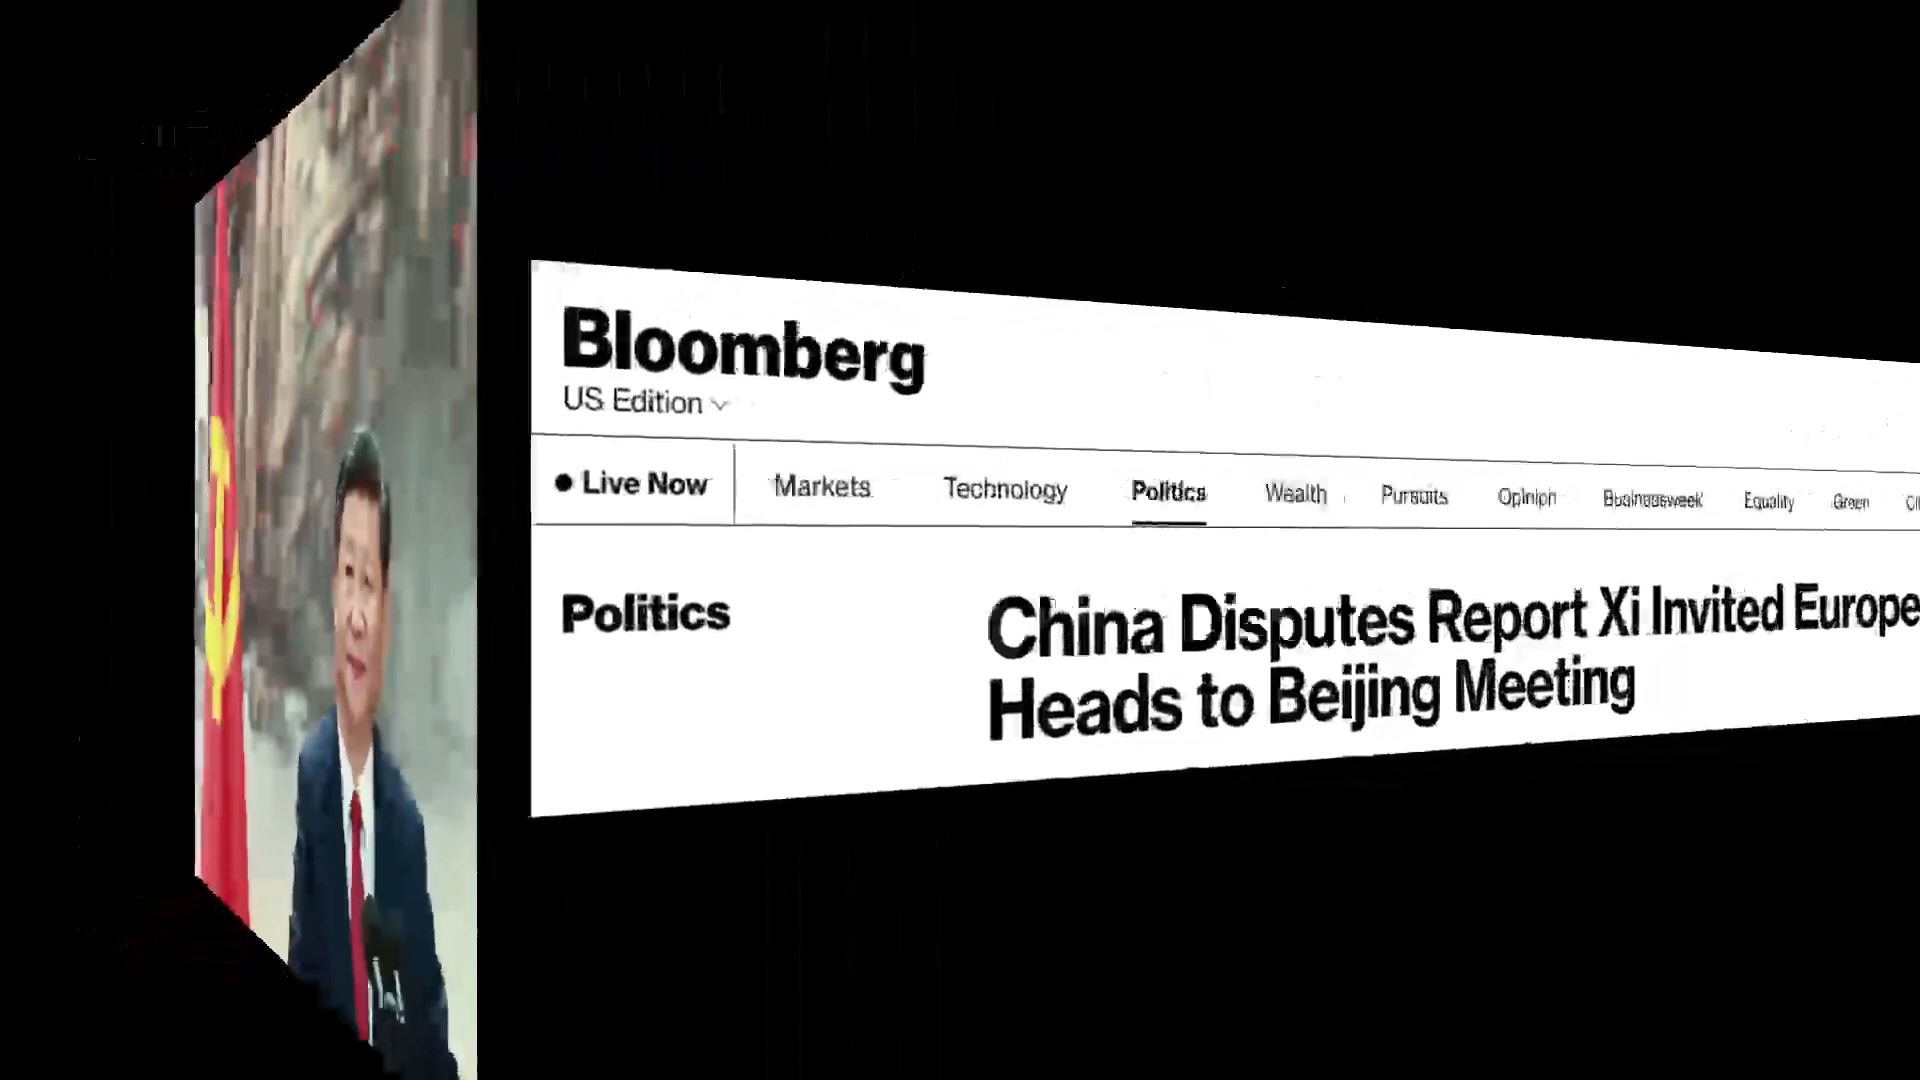 Bloomberg
US Edition
Live Now
Markets
Technology
Politics
Wealth
Pursuits
Opinion
Businessweek
Equality
Green
Politics
China Disputes Report Xi Invited Europe
Heads to Beijing Meeting